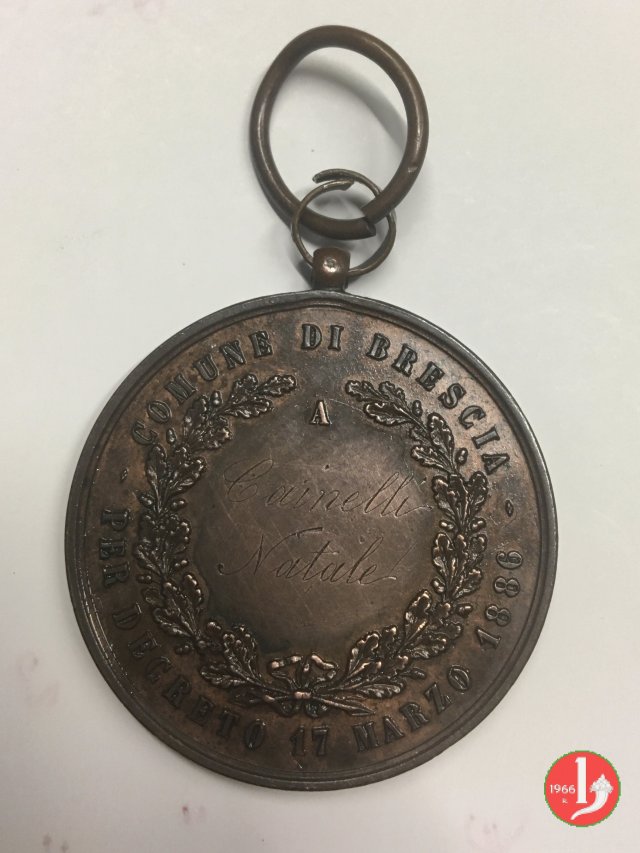 COMUNE DI BRESCIA
A
Cainelli
Natale
PER DECRETO 17 MARZO 1886
1966
R.